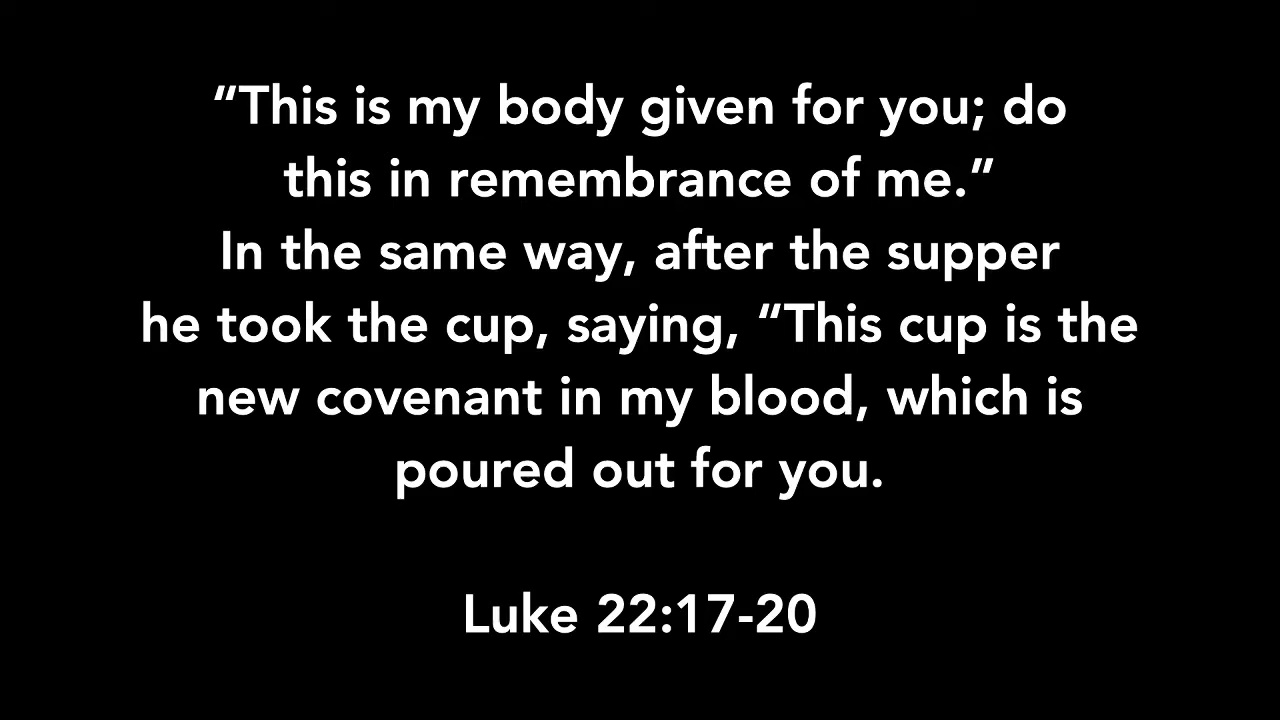 “This is my body given for you; do
this in remembrance of me.”
In the same way, after the supper
he took the cup, saying, “This cup is the
new covenant in my blood, which is
poured out for you.
Luke 22:17-20